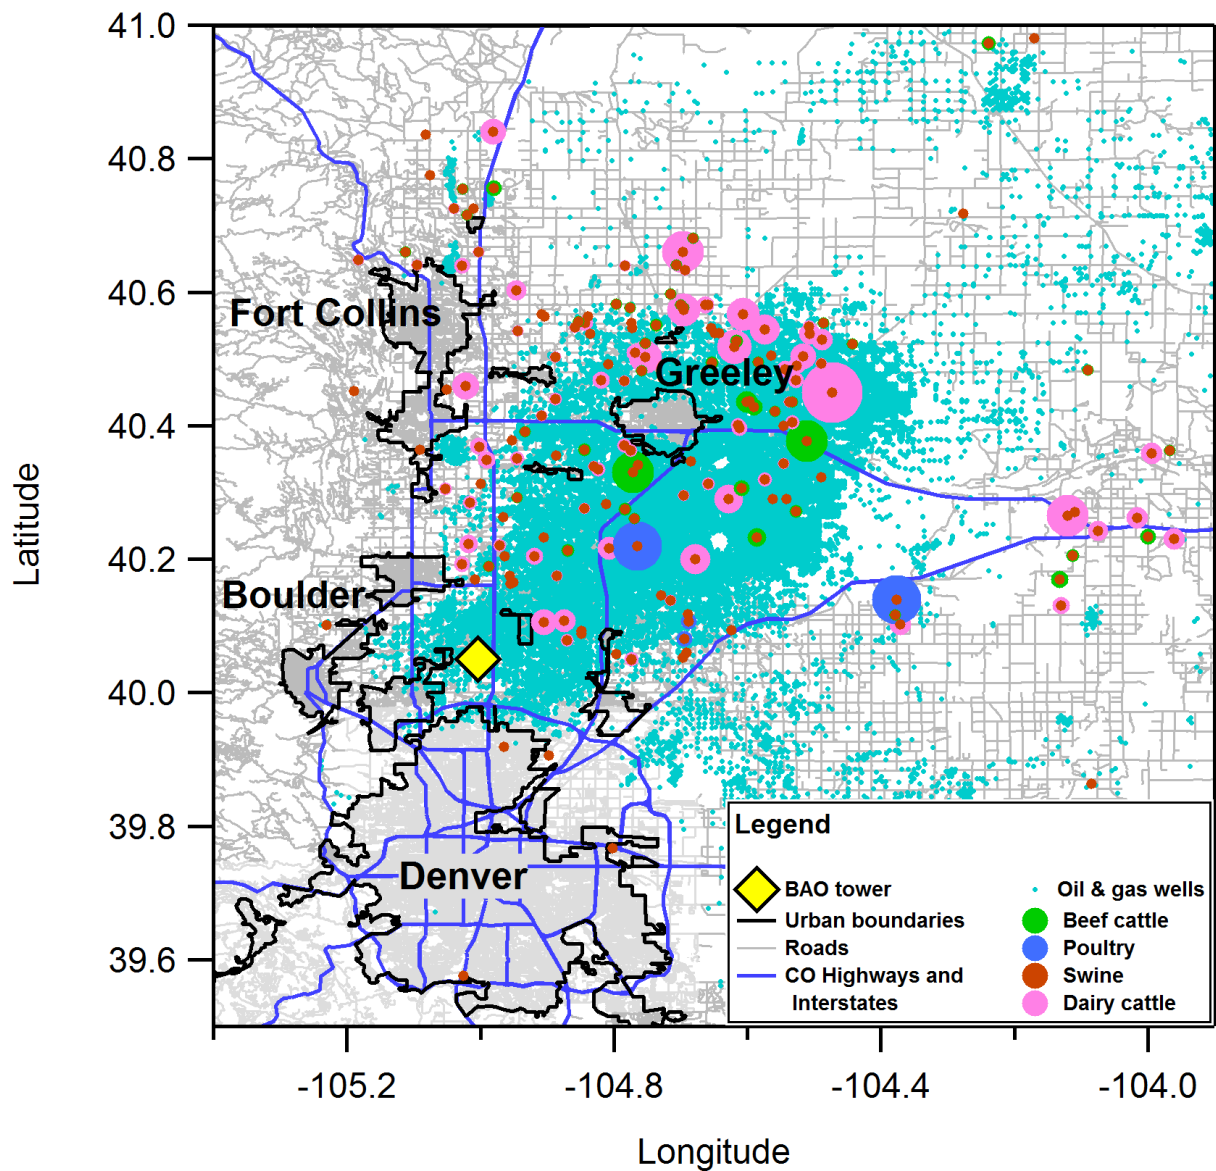 41.0
40.8
40.6
40.4
40.2
40.0
39.8
39.6
Latitude
Fort Collins
Greeley
Boulder
Denver
Legend
BAO tower
Urban boundaries
Roads
CO Highways and
Interstates
Oil & gas wells
Beef cattle
Poultry
Swine
Dairy cattle
-105.2
-104.8
-104.4
-104.0
Longitude